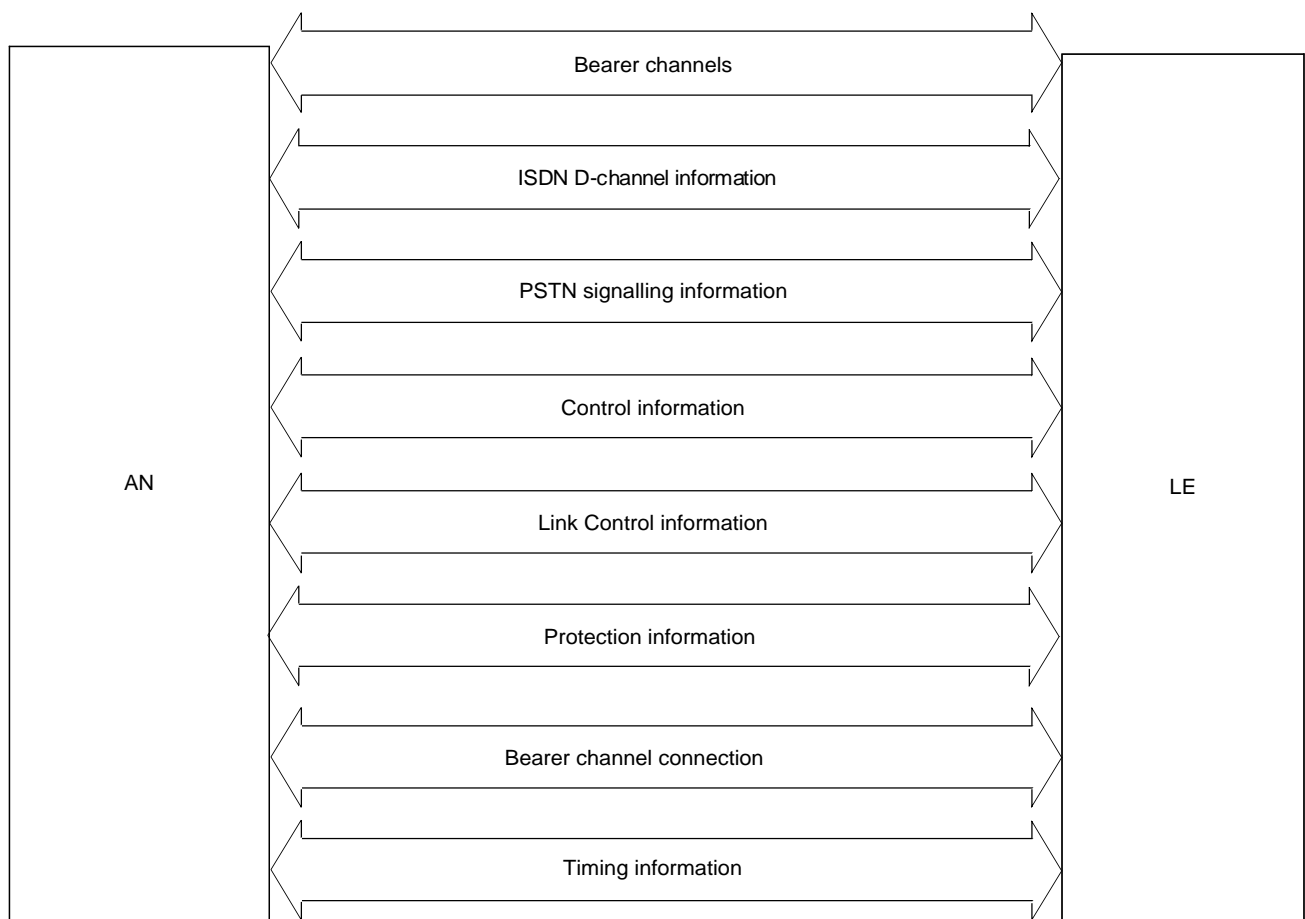 Bearer channels
ISDN D-channel information
PSTN signalling information
Control information
AN
LE
Link Control information
Protection information
Bearer channel connection
Timing information